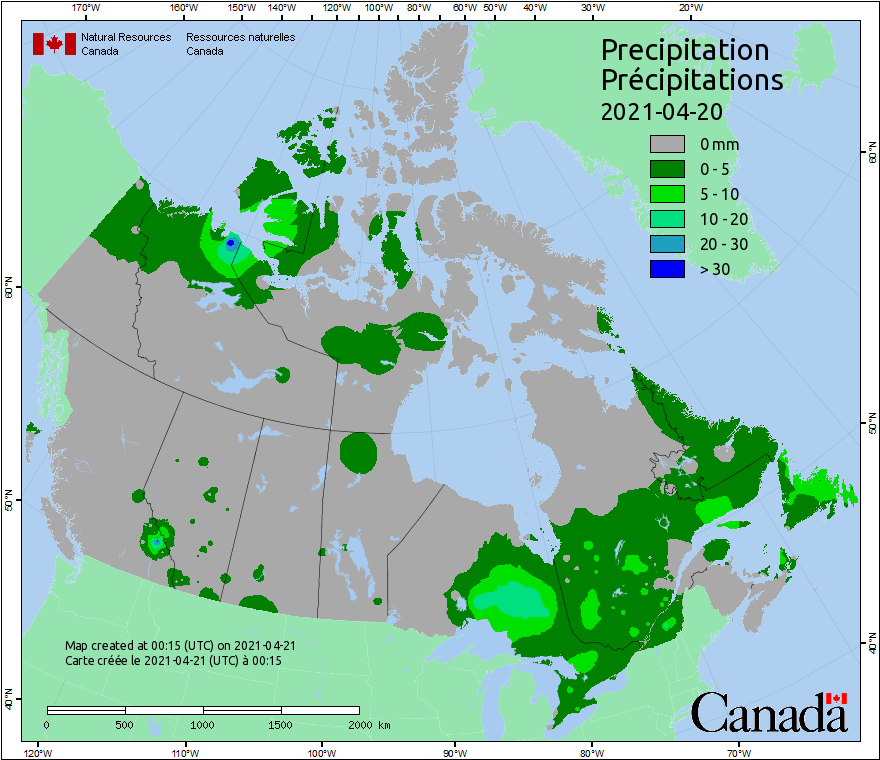 170°W 160°W 150°W 140°W 120°W 100°W 80°W 60°W 50°W 40°W 30°W 20°W
Natural Resources Ressources naturelles
Canada Canada
Precipitation
Précipitations
2021-04-20
0 mm
0 - 5
5 - 10
10 - 20
20 - 30
> 30
60°N
60°N
50°N
50°N
40°N
40°N
Map created at 00:15 (UTC) on 2021-04-21
Carte créée le 2021-04-21 (UTC) à 00:15
0 500 1000 1500 2000 km
Canada
120°W 110°W 100°W 90°W 80°W 70°W